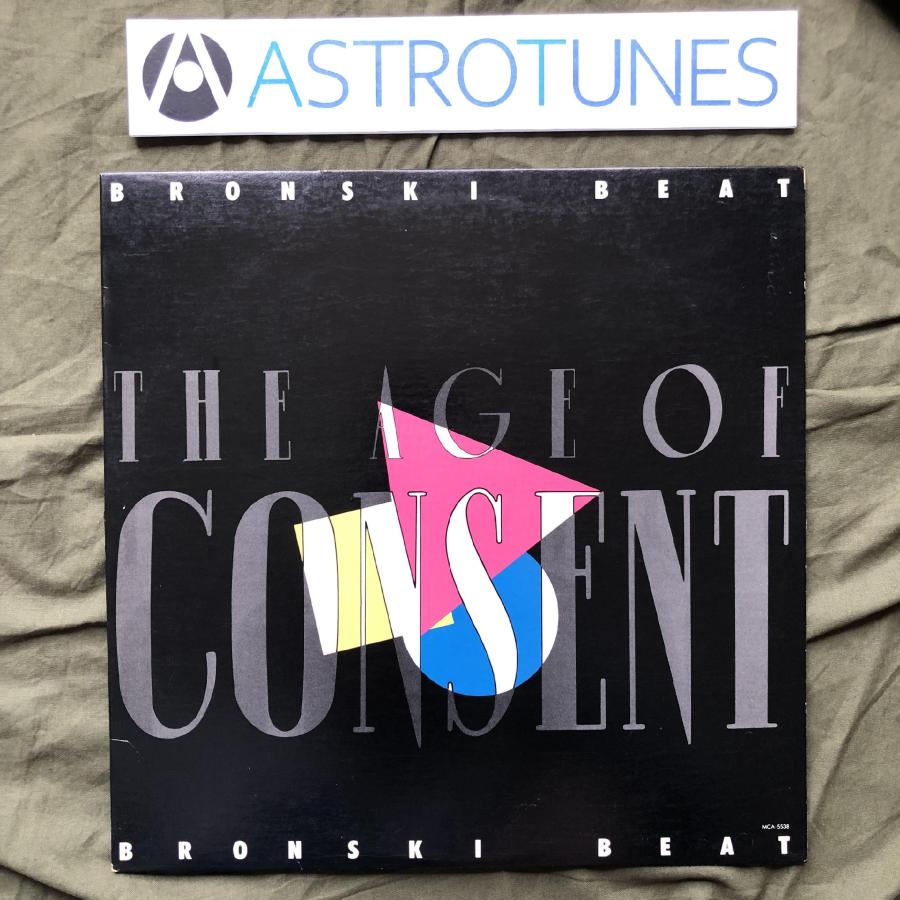 ASTROTUNES
BRONSKI BEAT
THE AGE OF
CONSENT
MCA-5538
BRONSKI BEAT